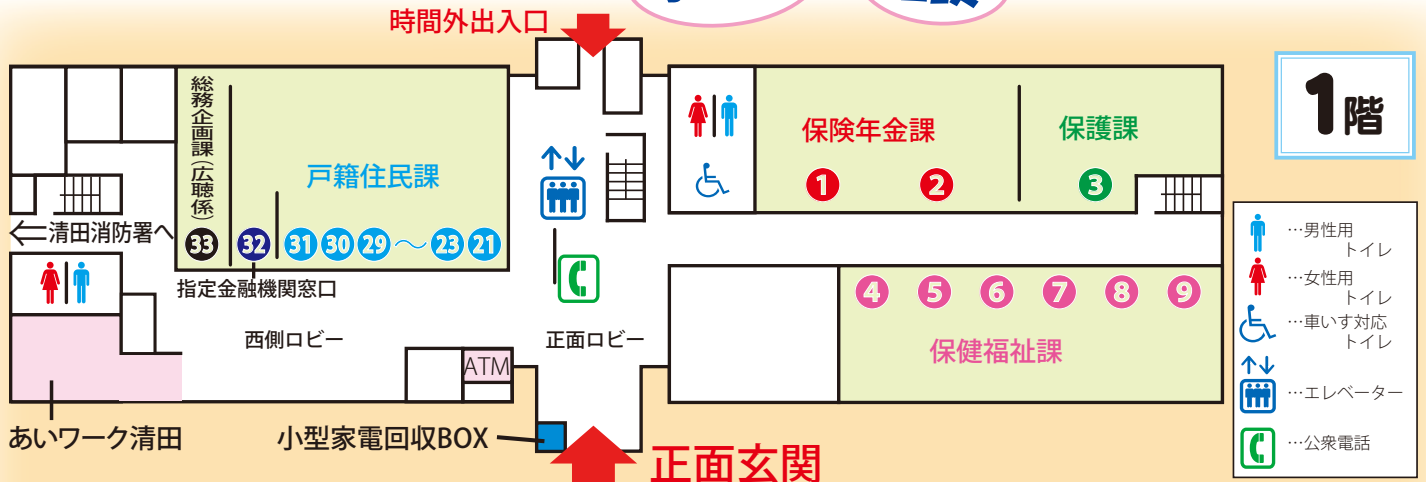 時間外出入口
1階
総務企画課(広聴係)
戸籍住民課
保険年金課
保護課
1
2
3
←清田消防署へ
33
32
31 30 29 ～ 23 21
指定金融機関窓口
4 5 6 7 8 9
西側ロビー
正面ロビー
保健福祉課
ATM
あいワーク清田
小型家電回収BOX
正面玄関
…男性用
トイレ
…女性用
トイレ
…車いす対応
トイレ
…エレベーター
…公衆電話